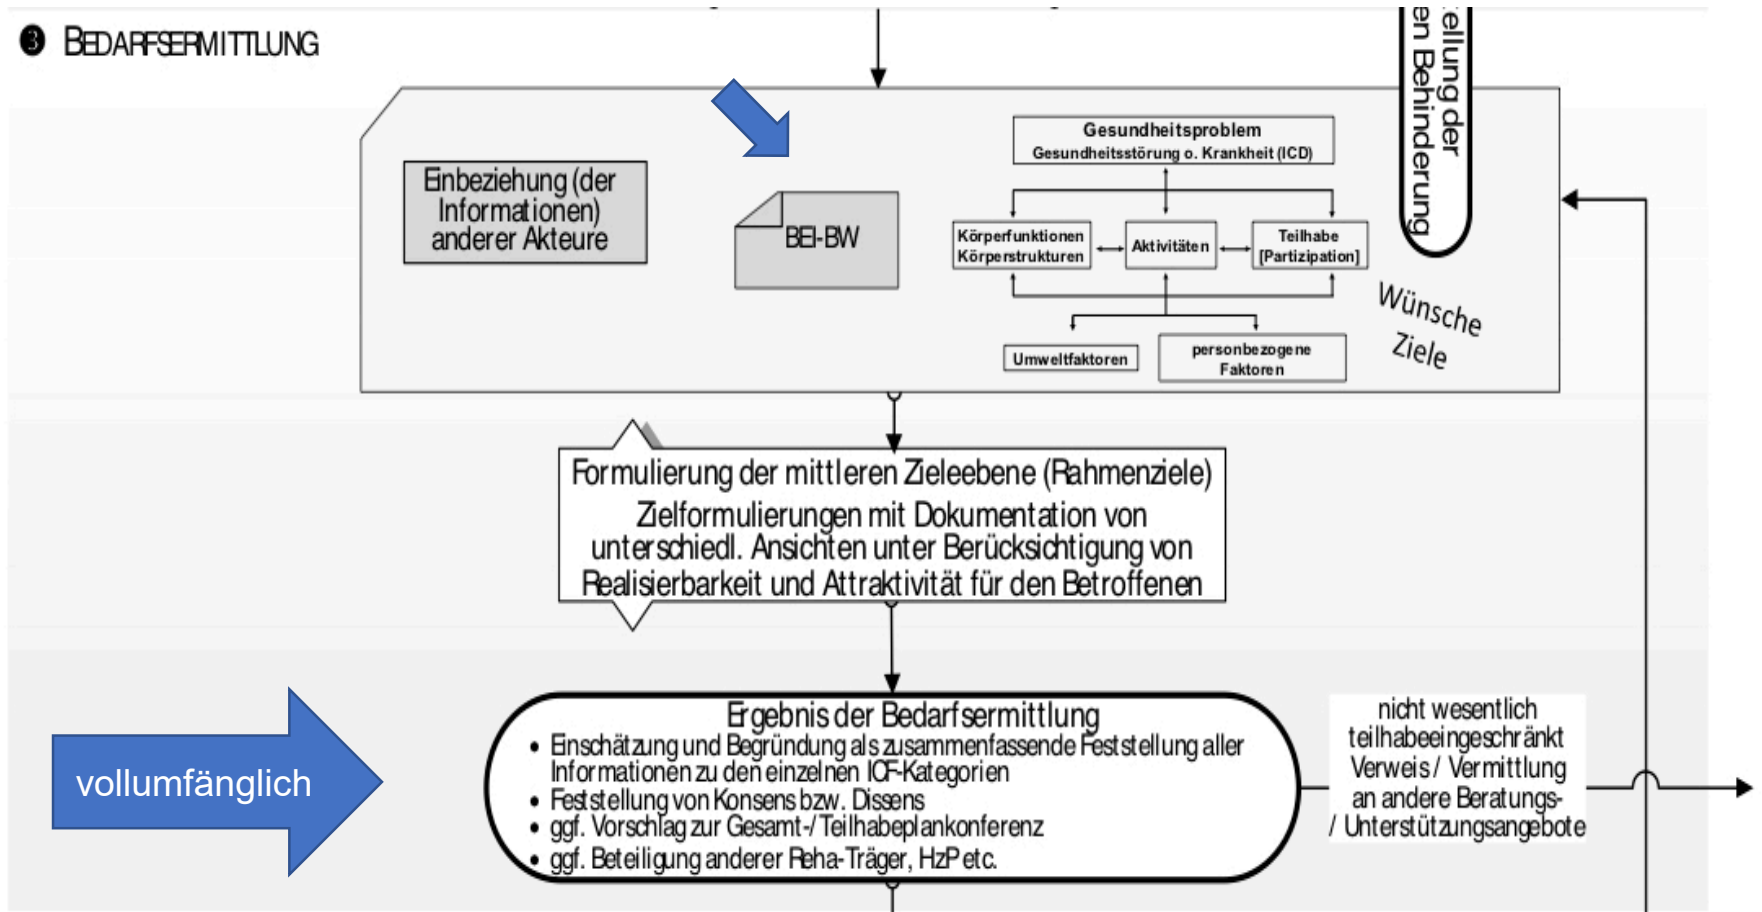 ❸ BEDARFSERMITTLUNG
ellung der
en Behinderung
Einbeziehung (der
Informationen)
anderer Akteure
BEI-BW
Gesundheitsproblem
Gesundheitsstörung o. Krankheit (ICD)
Körperfunktionen
Körperstrukturen
Aktivitäten
Teilhabe
[Partizipation]
Umweltfaktoren
personbezogene
Faktoren
Wünsche
Ziele
Formulierung der mittleren Zieleebene (Rahmenziele)
Zielformulierungen mit Dokumentation von
unterschiedl. Ansichten unter Berücksichtigung von
Realisierbarkeit und Attraktivität für den Betroffenen
vollumfänglich
Ergebnis der Bedarfsermittlung
• Einschätzung und Begründung als zusammenfassende Feststellung aller
Informationen zu den einzelnen ICF-Kategorien
• Feststellung von Konsens bzw. Dissens
• ggf. Vorschlag zur Gesamt-/Teilhabeplankonferenz
• ggf. Beteiligung anderer Reha-Träger, HzP etc.
nicht wesentlich
teilhabeeingeschränkt
Verweis / Vermittlung
an andere Beratungs-
/ Unterstützungsangebote